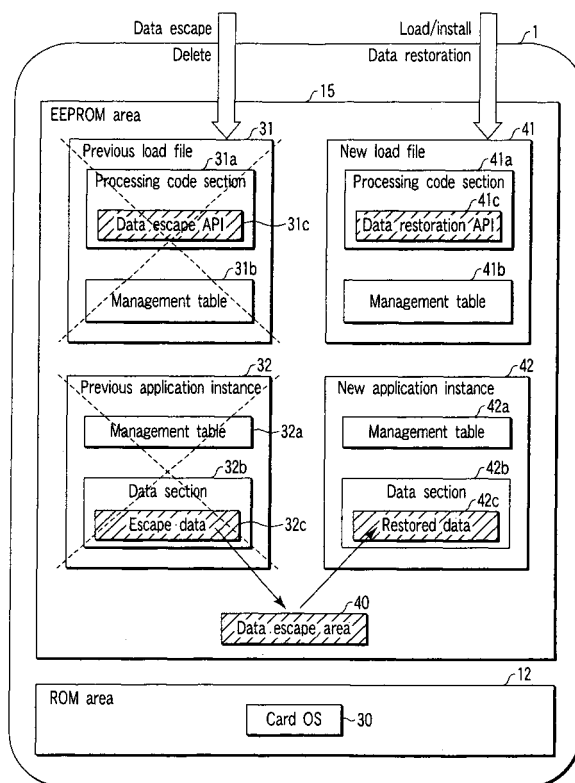 Data escape
Delete
Load/install
Data restoration
1
15
EEPROM area
31
Previous load file
31a
Processing code section
Data escape API
31c
31b
Management table
41
New load file
41a
Processing code section
41c
Data restoration API
41b
Management table
32
Previous application instance
Management table
32a
32b
Data section
Escape data
32c
42
New application instance
42a
Management table
42b
Data section
42c
Restored data
40
Data escape area
12
ROM area
Card OS
30